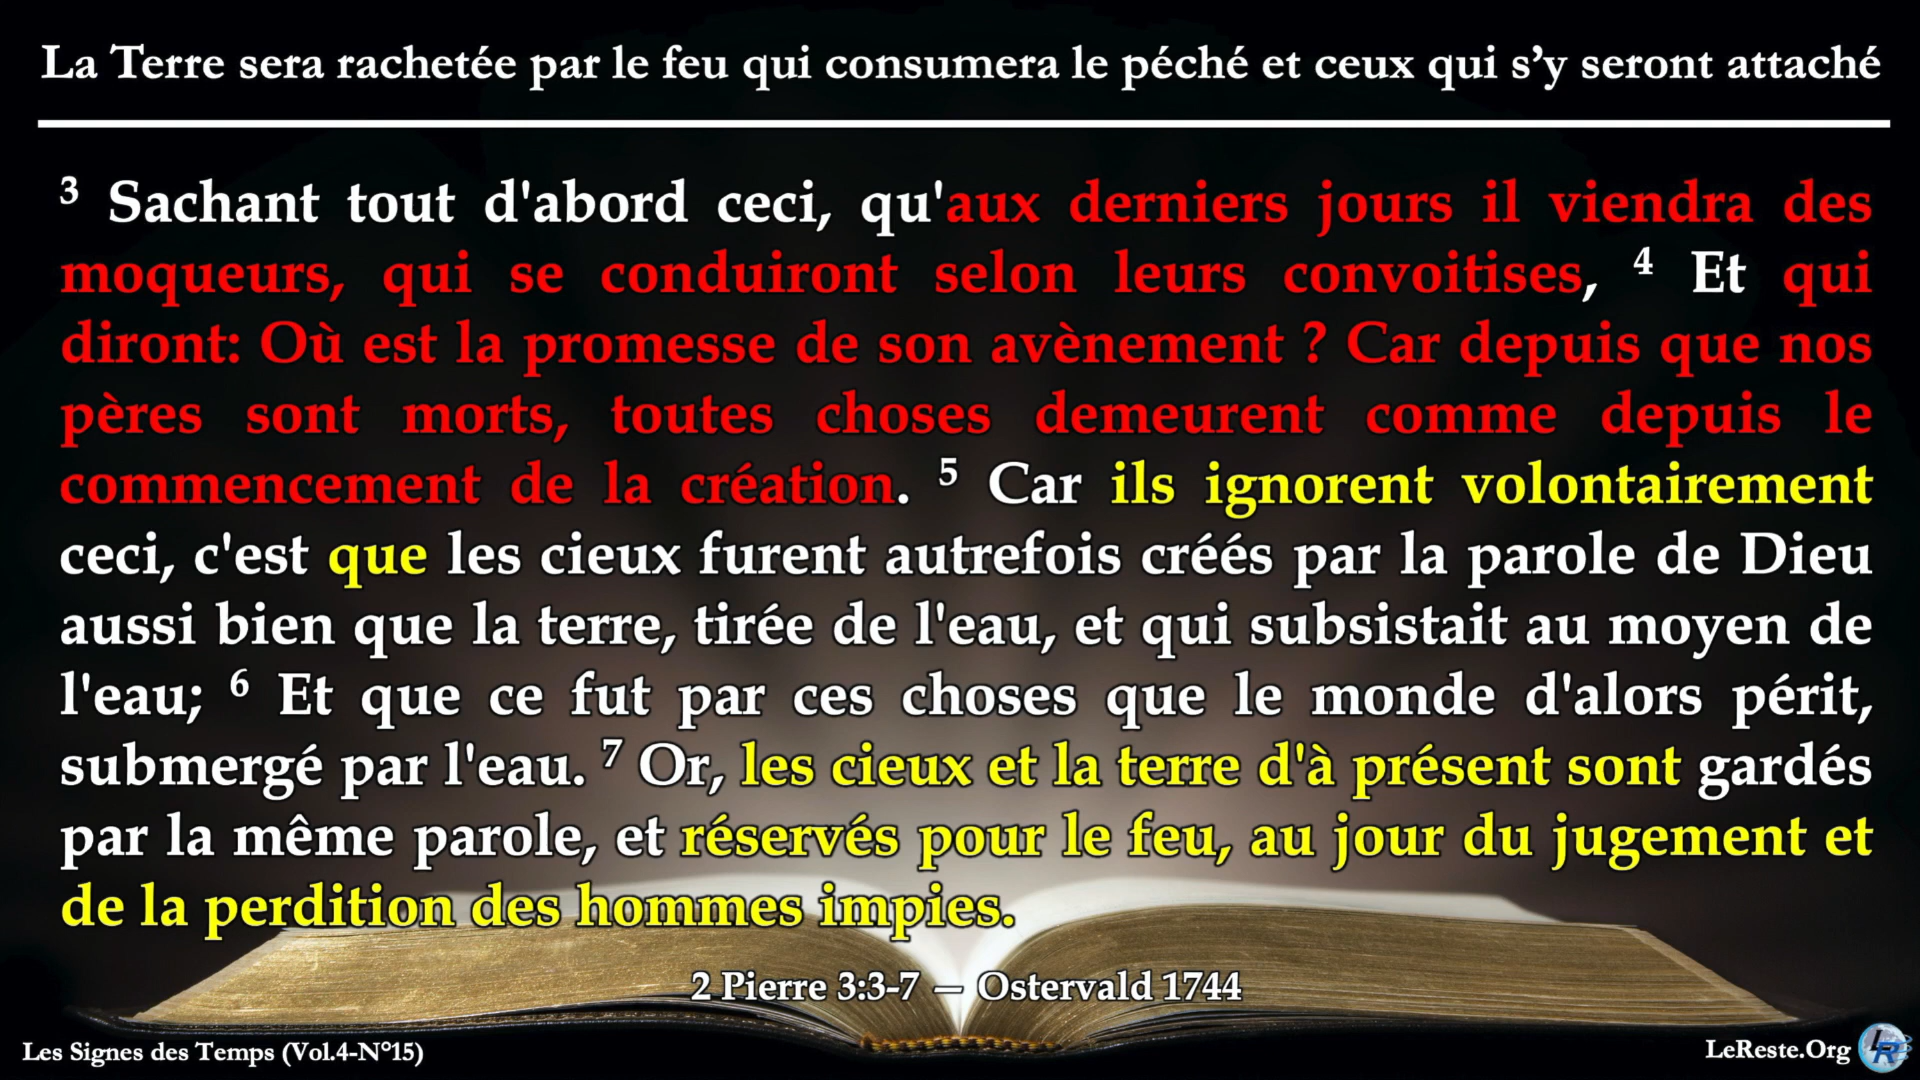 La Terre sera rachetée par le feu qui consumera le péché et ceux qui s’y seront attaché
3 Sachant tout d'abord ceci, qu'aux derniers jours il viendra des
moqueurs, qui se conduiront selon leurs convoitises, 4 Et qui
diront: Où est la promesse de son avènement ? Car depuis que nos
pères sont morts, toutes choses demeurent comme depuis le
commencement de la création. 5 Car ils ignorent volontairement
ceci, c'est que les cieux furent autrefois créés par la parole de Dieu
aussi bien que la terre, tirée de l'eau, et qui subsistait au moyen de
l'eau; 6 Et que ce fut par ces choses que le monde d'alors périt,
submergé par l'eau. 7 Or, les cieux et la terre d'à présent sont gardés
par la même parole, et réservés pour le feu, au jour du jugement et
de la perdition des hommes impies.
2 Pierre 3:3-7 — Ostervald 1744
Les Signes des Temps (Vol.4-N°15)
LeReste.Org
LR